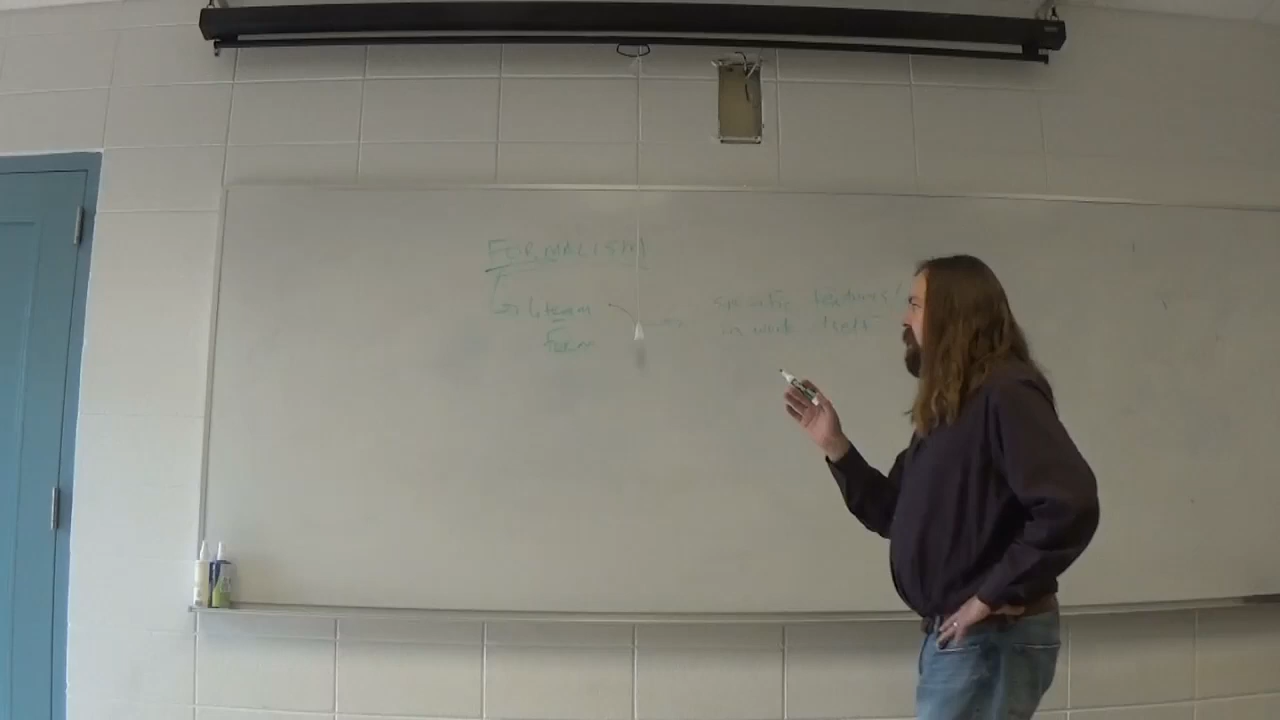 FORMALISM
literary
Form
specific features
in work itself